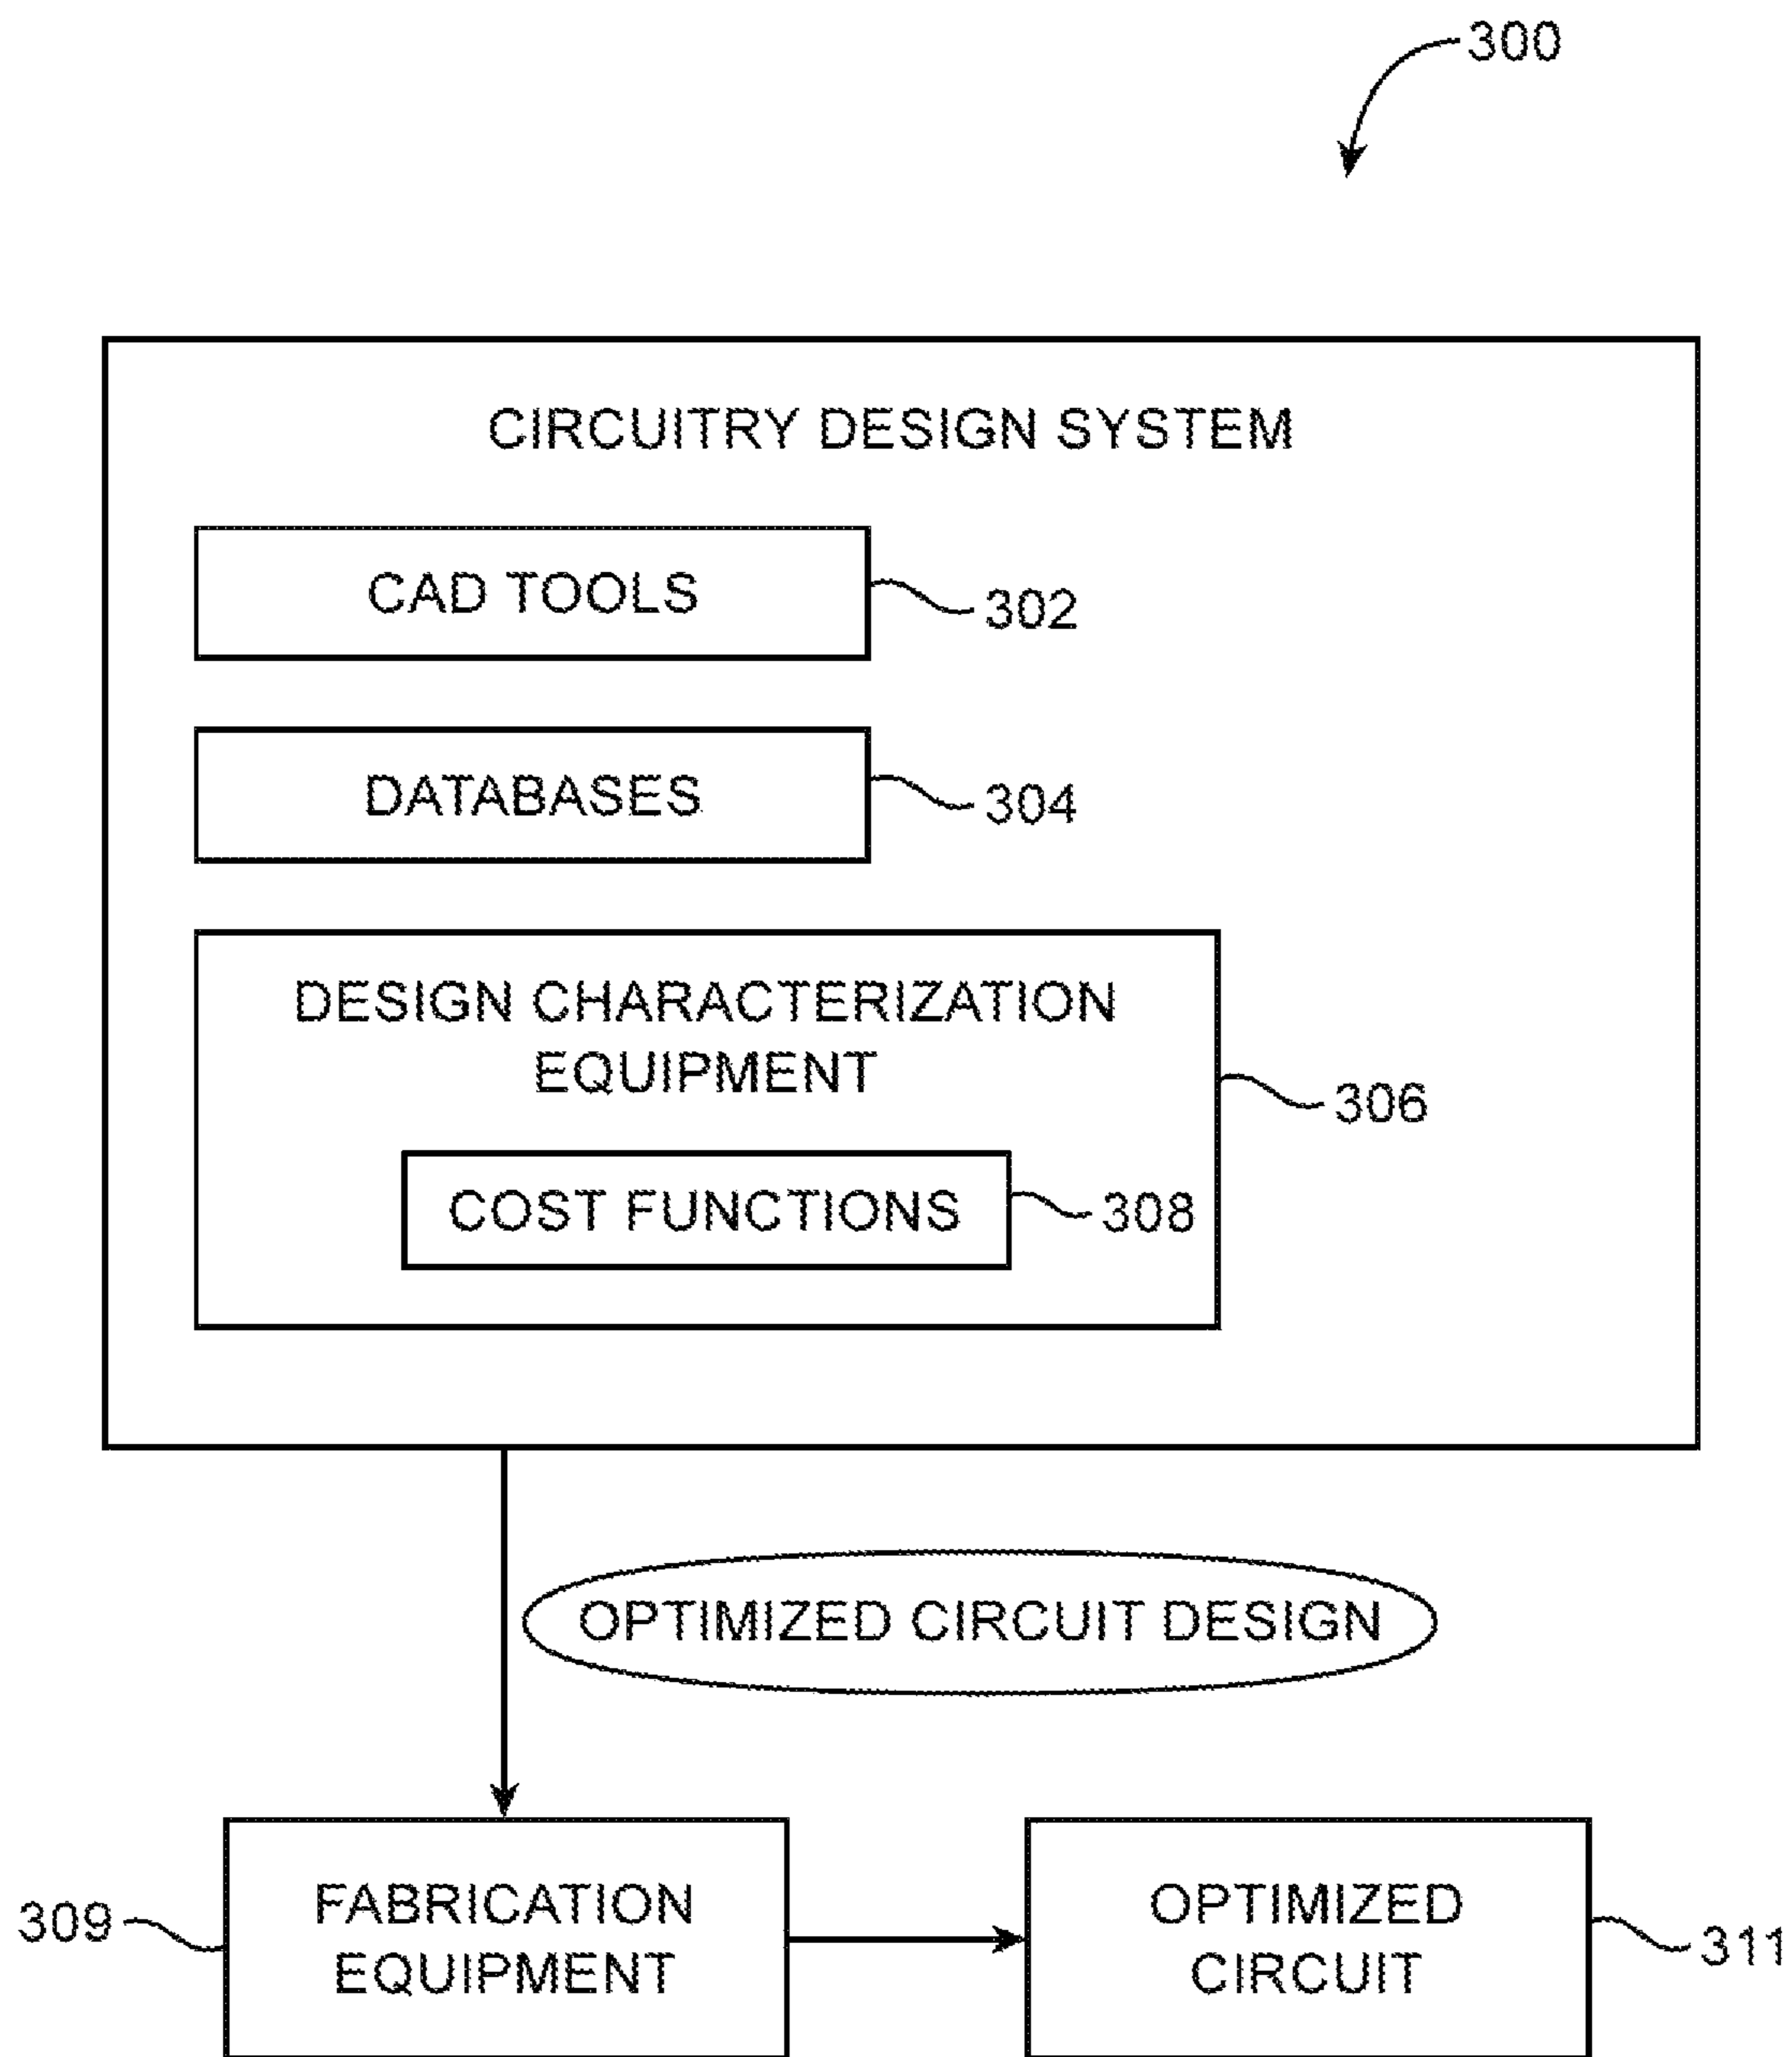 300
CIRCUITRY DESIGN SYSTEM
CAD TOOLS
302
DATABASES
304
DESIGN CHARACTERIZATION
EQUIPMENT
306
COST FUNCTIONS
308
OPTIMIZED CIRCUIT DESIGN
309
FABRICATION
EQUIPMENT
OPTIMIZED
CIRCUIT
311